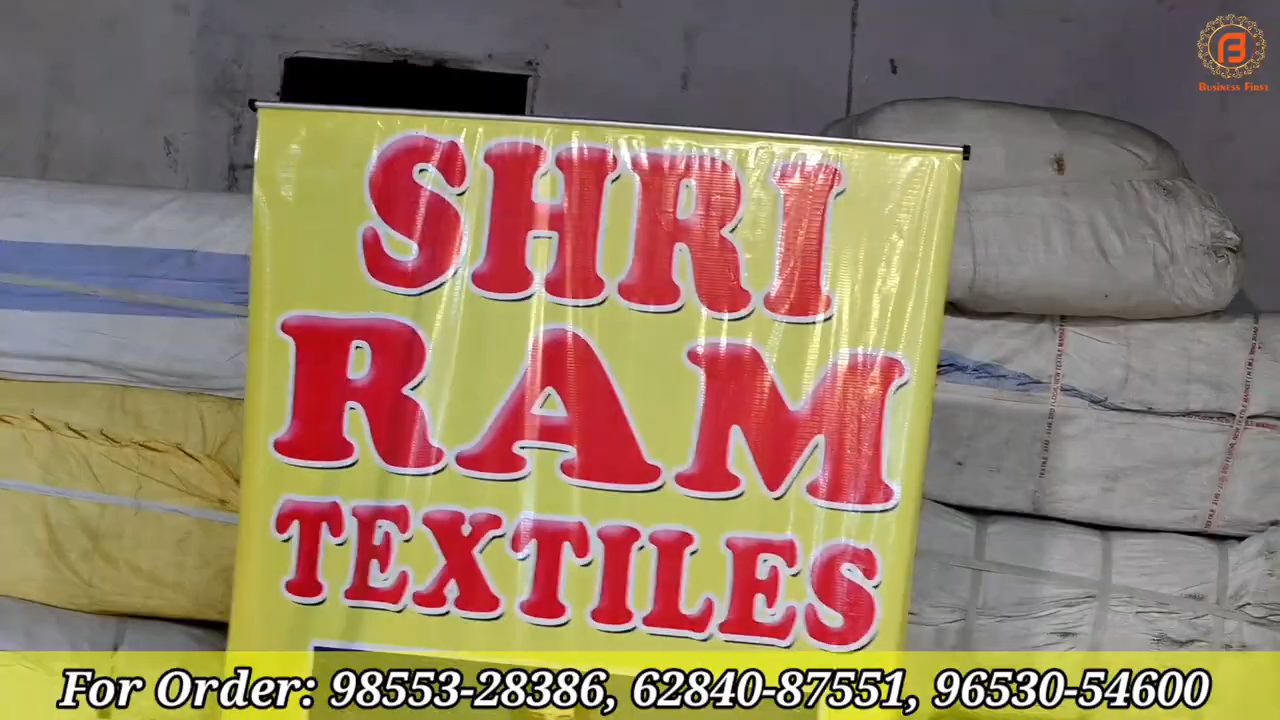 B
BUSINESS FIRST
SHRI
RAM
TEXTILES
For Order: 98553-28386, 62840-87551, 96530-54600